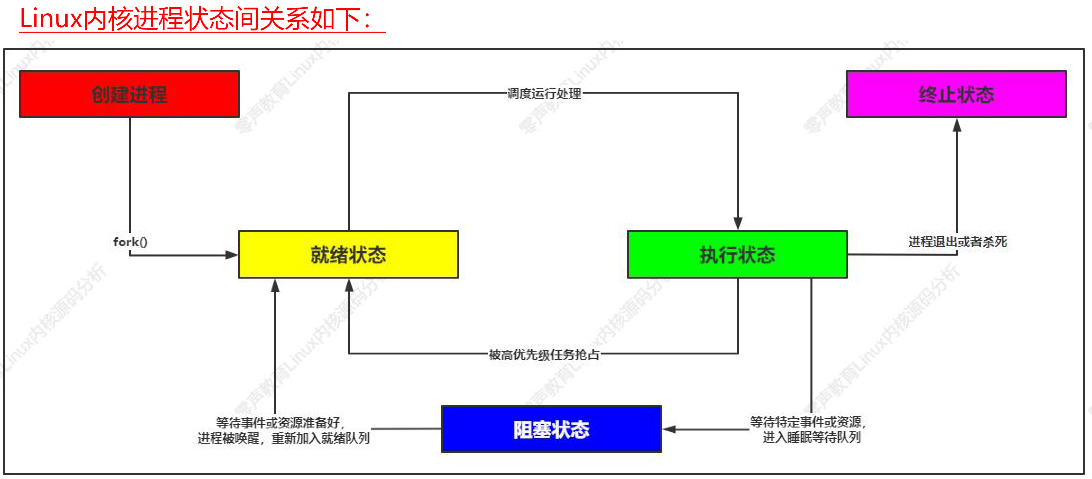 Linux内核进程状态间关系如下：
创建进程
调度运行处理
终止状态
fork()
就绪状态
执行状态
进程退出或者杀死
被高优先级任务抢占
等待事件或资源准备好，
进程被唤醒，重新加入就绪队列
阻塞状态
等待特定事件或资源，
进入睡眠等待队列
零声教育Linux内核源码分析